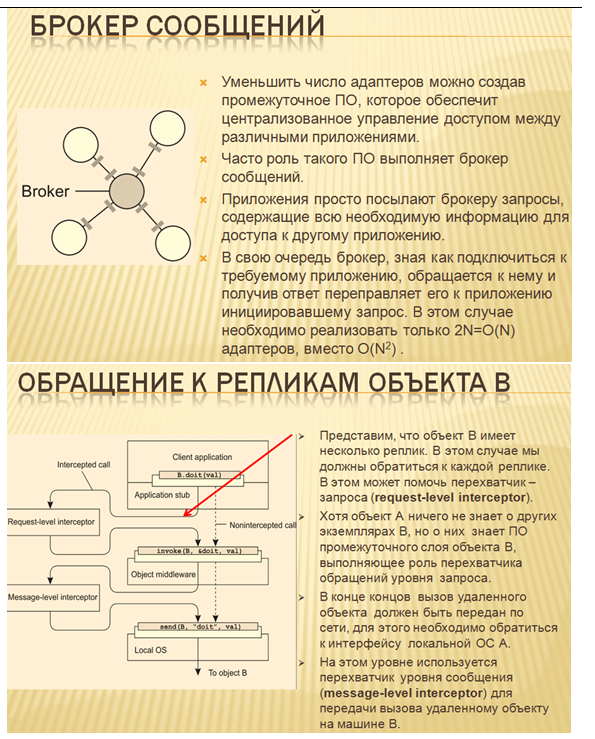 БРОКЕР СООБЩЕНИЙ
Broker
Уменьшить число адаптеров можно создав
промежуточное ПО, которое обеспечит
централизованное управление доступом между
различными приложениями.
Часто роль такого ПО выполняет брокер
сообщений.
Приложения просто посылают брокеру запросы,
содержащие всю необходимую информацию для
доступа к другому приложению.
В свою очередь брокер, зная как подключиться к
требуемому приложению, обращается к нему и
получив ответ переправляет его к приложению
инициировавшему запрос. В этом случае
необходимо реализовать только 2N=O(N)
адаптеров, вместо O(N²) .
ОБРАЩЕНИЕ К РЕПЛИКАМ ОБЪЕКТА В
Client application
Intercepted call
B.doit(val)
Application stub
Request-level interceptor
Nonintercepted call
invoke(B, &doit, val)
Object middleware
Message-level interceptor
send(B, "doit", val)
Local OS
To object B
Представим, что объект В имеет
несколько реплик. В этом случае мы
должны обратиться к каждой реплике.
В этом может помочь перехватчик –
запроса (request-level interceptor).
Хотя объект А ничего не знает о других
экземплярах В, но о них знает ПО
промежуточного слоя объекта В,
выполняющее роль перехватчика
обращений уровня запроса.
В конце концов вызов удаленного
объекта должен быть передан по
сети, для этого необходимо обратиться
к интерфейсу локальной ОС А.
На этом уровне используется
перехватчик уровня сообщения
(message-level interceptor) для
передачи вызова удаленному объекту
на машине В.